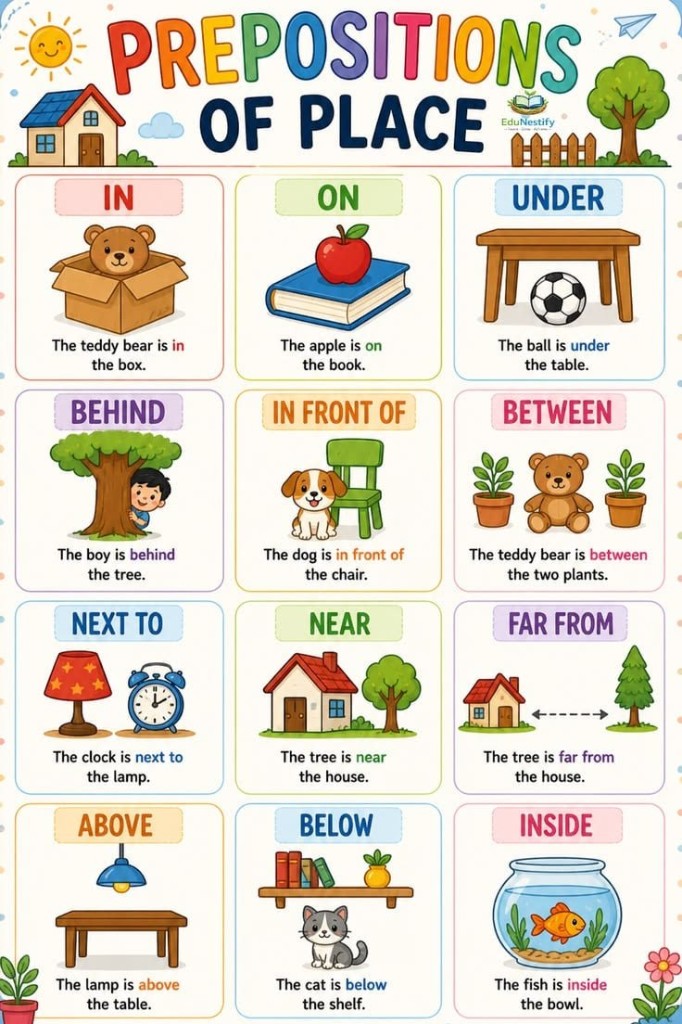 PREPOSITIONS
OF PLACE
EduNestify
IN
The teddy bear is in
the box.
ON
The apple is on
the book.
UNDER
The ball is under
the table.
BEHIND
The boy is behind
the tree.
IN FRONT OF
The dog is in front of
the chair.
BETWEEN
The teddy bear is between
the two plants.
NEXT TO
The clock is next to
the lamp.
NEAR
The tree is near
the house.
FAR FROM
The tree is far from
the house.
ABOVE
The lamp is above
the table.
BELOW
The cat is below
the shelf.
INSIDE
The fish is inside
the bowl.